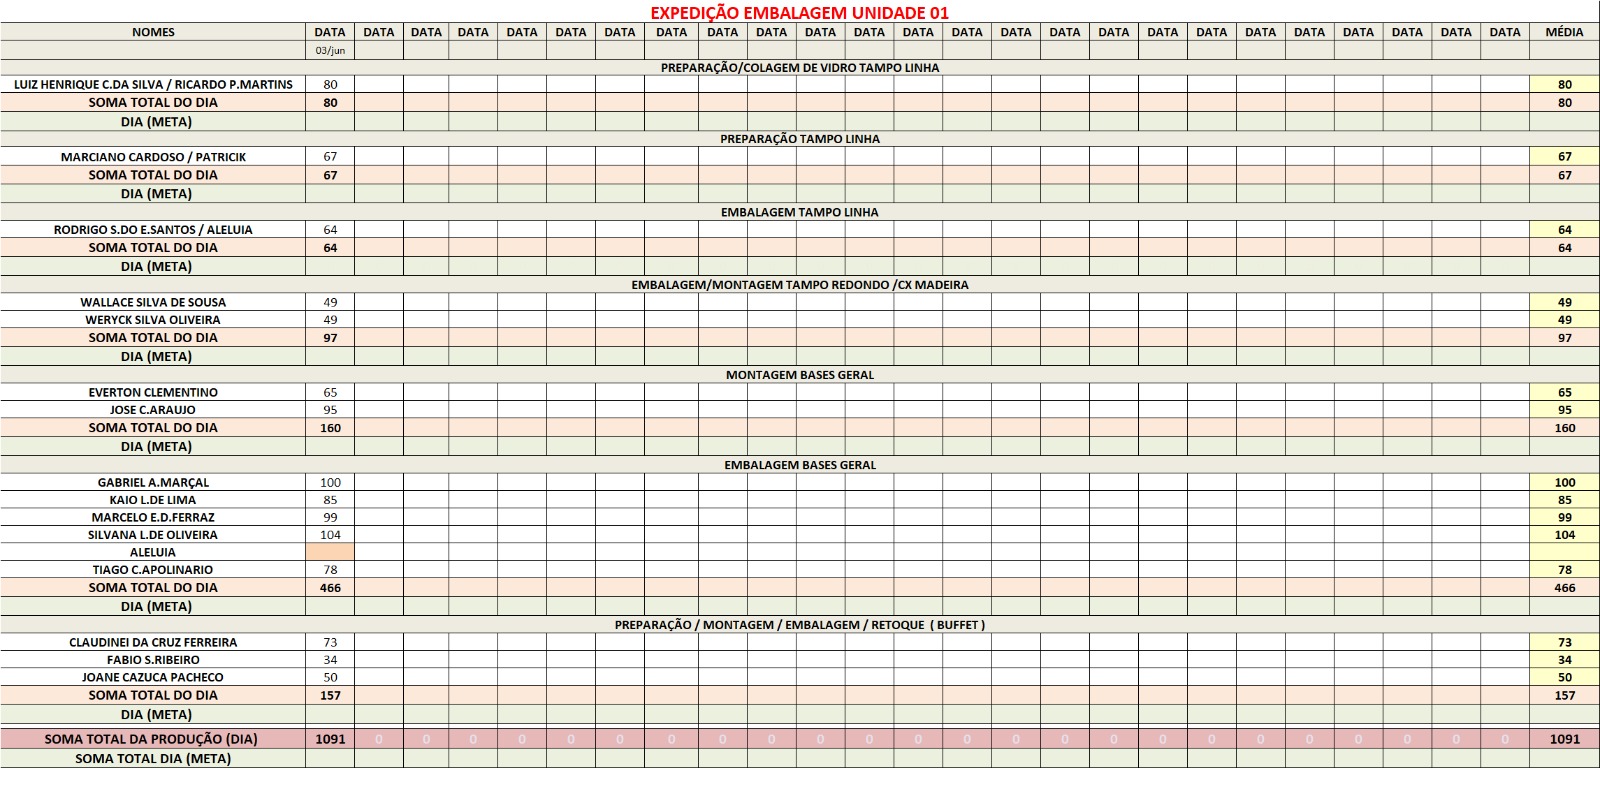 EXPEDIÇÃO EMBALAGEM UNIDADE 01
NOMES DATA DATA DATA DATA DATA DATA DATA DATA DATA DATA DATA DATA DATA DATA DATA DATA DATA DATA DATA DATA DATA DATA DATA DATA DATA MÉDIA
03/jun
PREPARAÇÃO/COLAGEM DE VIDRO TAMPO LINHA
LUIZ HENRIQUE C.DA SILVA / RICARDO P.MARTINS 80 80
SOMA TOTAL DO DIA 80 80
DIA (META)
PREPARAÇÃO TAMPO LINHA
MARCIANO CARDOSO / PATRICIK 67 67
SOMA TOTAL DO DIA 67 67
DIA (META)
EMBALAGEM TAMPO LINHA
RODRIGO S.DO E.SANTOS / ALELUIA 64 64
SOMA TOTAL DO DIA 64 64
DIA (META)
EMBALAGEM/MONTAGEM TAMPO REDONDO /CX MADEIRA
WALLACE SILVA DE SOUSA 49 49
WERYCK SILVA OLIVEIRA 49 49
SOMA TOTAL DO DIA 97 97
DIA (META)
MONTAGEM BASES GERAL
EVERTON CLEMENTINO 65 65
JOSE C.ARAUJO 95 95
SOMA TOTAL DO DIA 160 160
DIA (META)
EMBALAGEM BASES GERAL
GABRIEL A.MARÇAL 100 100
KAIO L.DE LIMA 85 85
MARCELO E.D.FERRAZ 99 99
SILVANA L.DE OLIVEIRA 104 104
ALELUIA
TIAGO C.APOLINARIO 78 78
SOMA TOTAL DO DIA 466 466
DIA (META)
PREPARAÇÃO / MONTAGEM / EMBALAGEM / RETOQUE ( BUFFET )
CLAUDINEI DA CRUZ FERREIRA 73 73
FABIO S.RIBEIRO 34 34
JOANE CAZUCA PACHECO 50 50
SOMA TOTAL DO DIA 157 157
DIA (META)
SOMA TOTAL DA PRODUÇÃO (DIA) 1091 0 0 0 0 0 0 0 0 0 0 0 0 0 0 0 0 0 0 0 0 0 0 0 0 1091
SOMA TOTAL DIA (META)